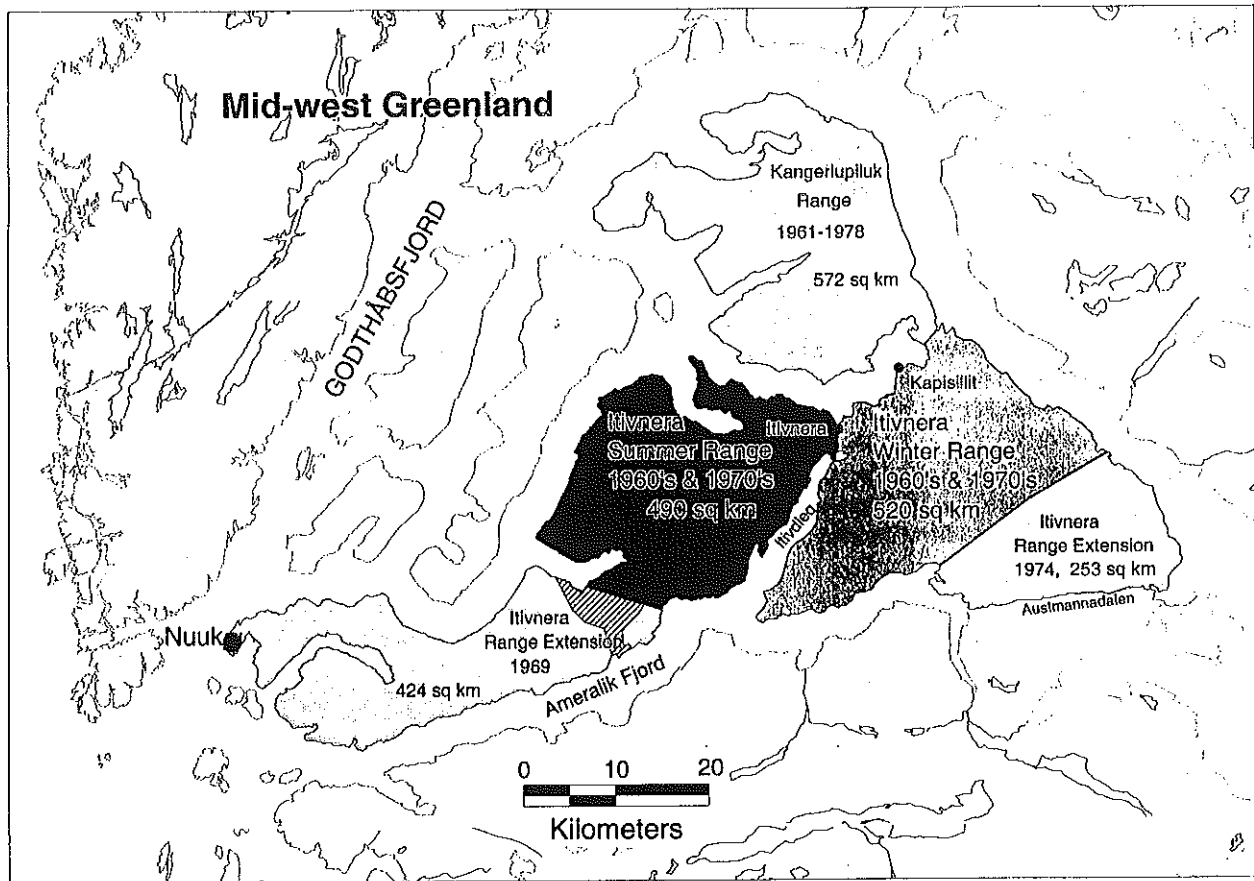 Mid-west Greenland
GODTHÅBSFJORD
Kangerlupiluk
Range
1961-1978
572 sq km
Kapisillit
Itivnera
Itivnera
Summer Range
1960's & 1970's
490 sq km
Itivnera
Winter Range
1960's & 1970's
520 sq km
Itivdleq
Itivnera
Range Extension
1974, 253 sq km
Austmannadalen
Nuuk
Itivnera
Range Extension
1969
424 sq km
Ameralik Fjord
0 10 20
Kilometers